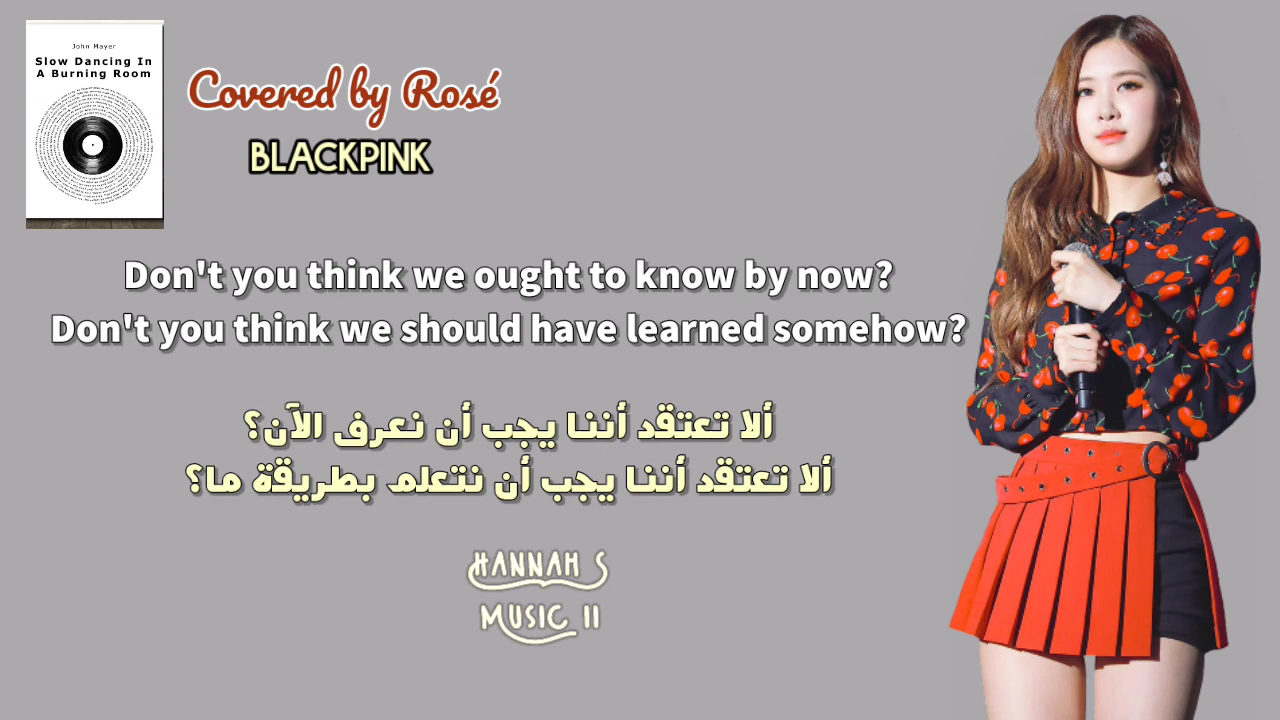 John Mayer
Slow Dancing In
A Burning Room
Covered by Rosé
BLACKPINK
Don't you think we ought to know by now?
Don't you think we should have learned somehow?
ألا تعتقد أننا يجب أن نعرف الآن؟
ألا تعتقد أننا يجب أن نتعلم بطريقة ما؟
HANNAH S
MUSIC II